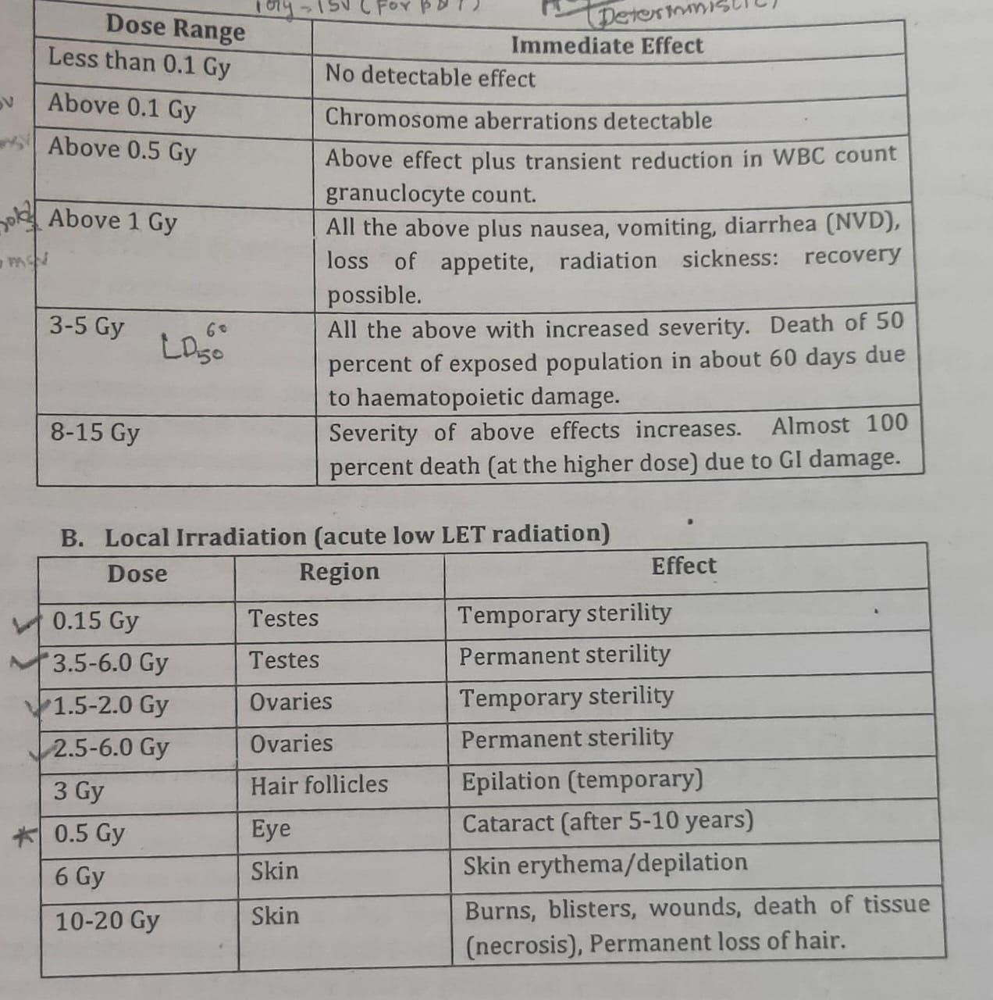 1Gy = 1SV (For β & γ)
(Deterministic)
Dose Range
Immediate Effect
Less than 0.1 Gy
No detectable effect
Above 0.1 Gy
Chromosome aberrations detectable
Above 0.5 Gy
Above effect plus transient reduction in WBC count
granuclocyte count.
Above 1 Gy
All the above plus nausea, vomiting, diarrhea (NVD),
loss of appetite, radiation sickness: recovery
possible.
3-5 Gy
LD50 60
All the above with increased severity. Death of 50
percent of exposed population in about 60 days due
to haematopoietic damage.
8-15 Gy
Severity of above effects increases. Almost 100
percent death (at the higher dose) due to GI damage.
B. Local Irradiation (acute low LET radiation)
Dose Region Effect
0.15 Gy Testes Temporary sterility
3.5-6.0 Gy Testes Permanent sterility
1.5-2.0 Gy Ovaries Temporary sterility
2.5-6.0 Gy Ovaries Permanent sterility
3 Gy Hair follicles Epilation (temporary)
0.5 Gy Eye Cataract (after 5-10 years)
6 Gy Skin Skin erythema/depilation
10-20 Gy Skin Burns, blisters, wounds, death of tissue
(necrosis), Permanent loss of hair.